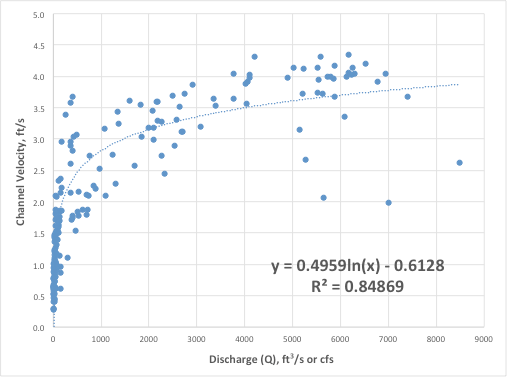 5.0
4.5
4.0
3.5
3.0
2.5
2.0
1.5
1.0
0.5
0.0
Channel Velocity, ft/s
y = 0.4959ln(x) - 0.6128
R² = 0.84869
0 1000 2000 3000 4000 5000 6000 7000 8000 9000
Discharge (Q), ft³/s or cfs